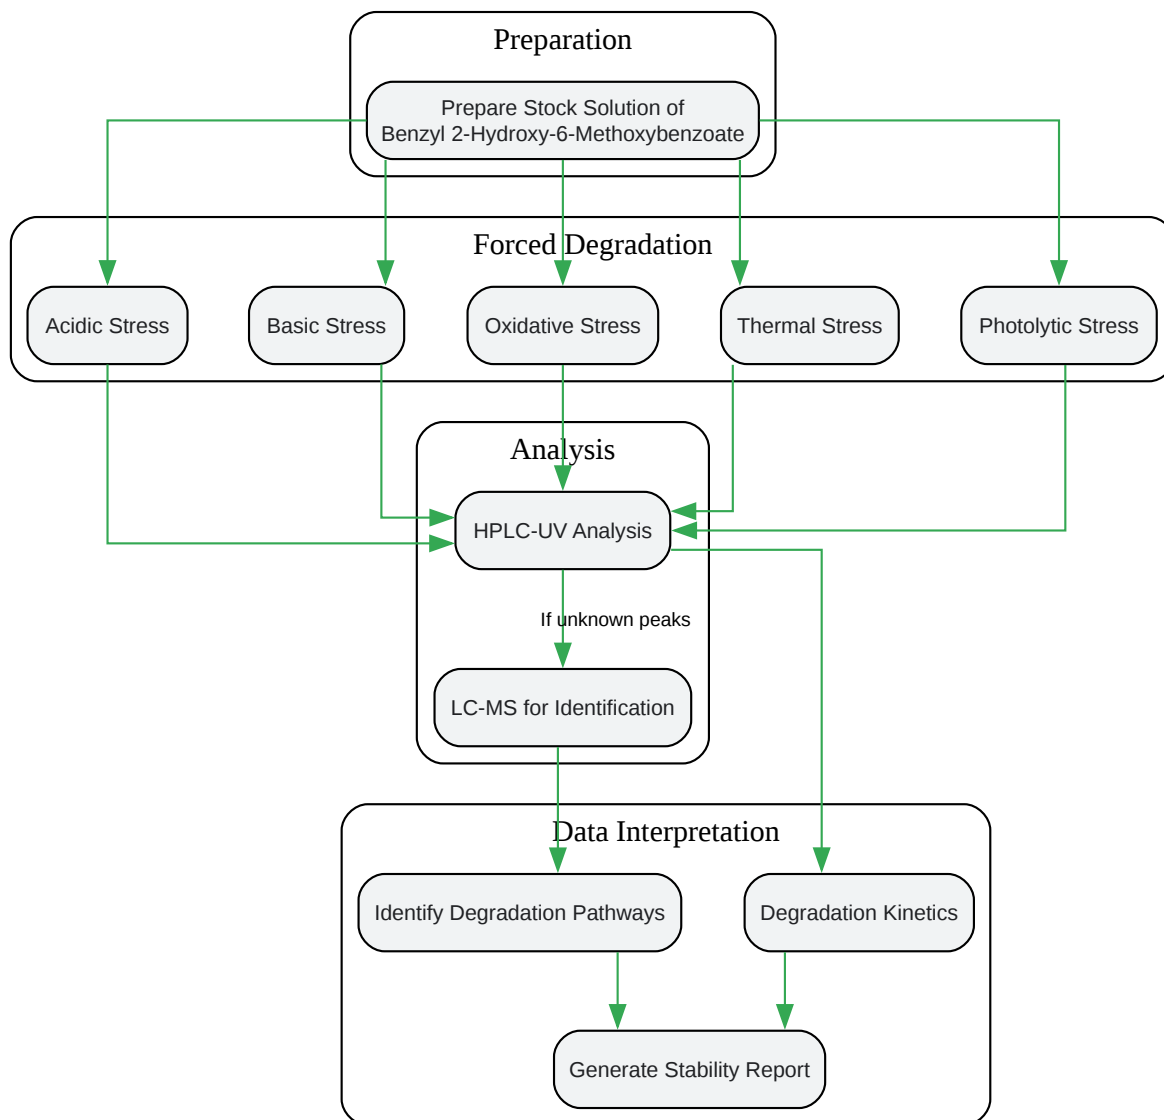 Preparation
Prepare Stock Solution of
Benzyl 2-Hydroxy-6-Methoxybenzoate
Forced Degradation
Acidic Stress
Basic Stress
Oxidative Stress
Thermal Stress
Photolytic Stress
Analysis
HPLC-UV Analysis
If unknown peaks
LC-MS for Identification
Data Interpretation
Identify Degradation Pathways
Degradation Kinetics
Generate Stability Report